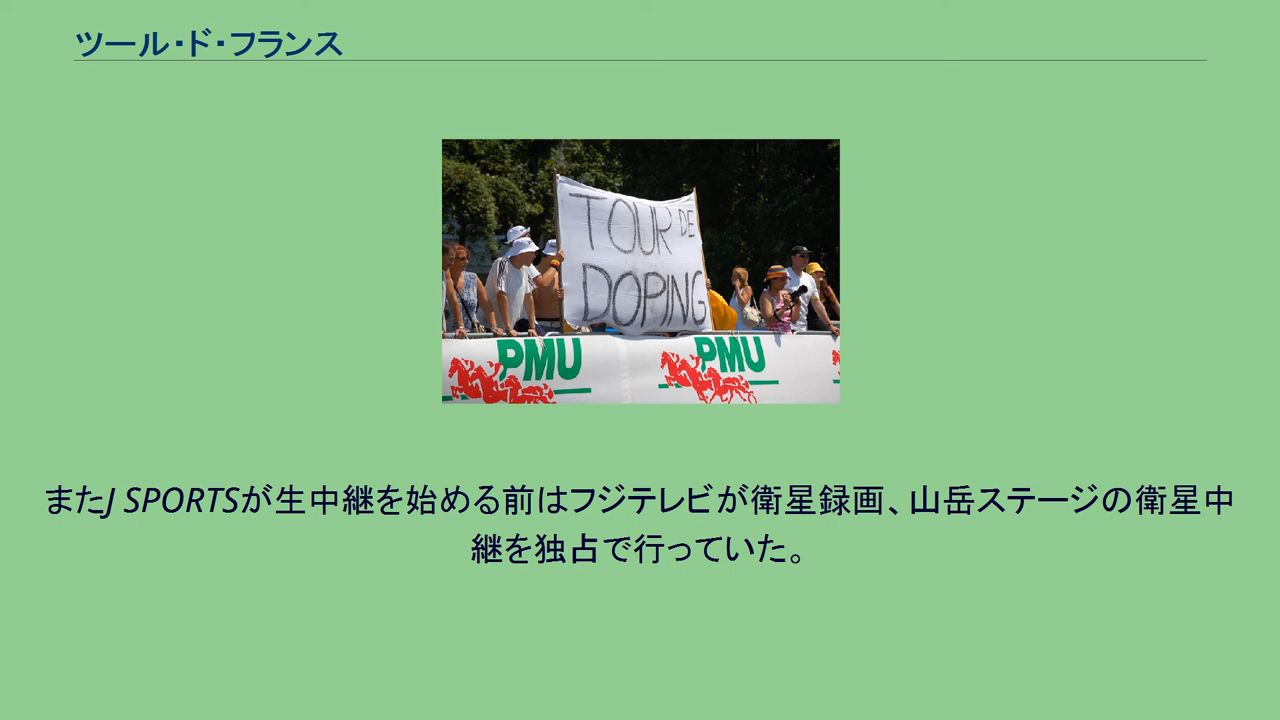 ツール・ド・フランス
TOUR DE
DOPING
PMU PMU
またJ SPORTSが生中継を始める前はフジテレビが衛星録画、山岳ステージの衛星中
継を独占で行っていた。